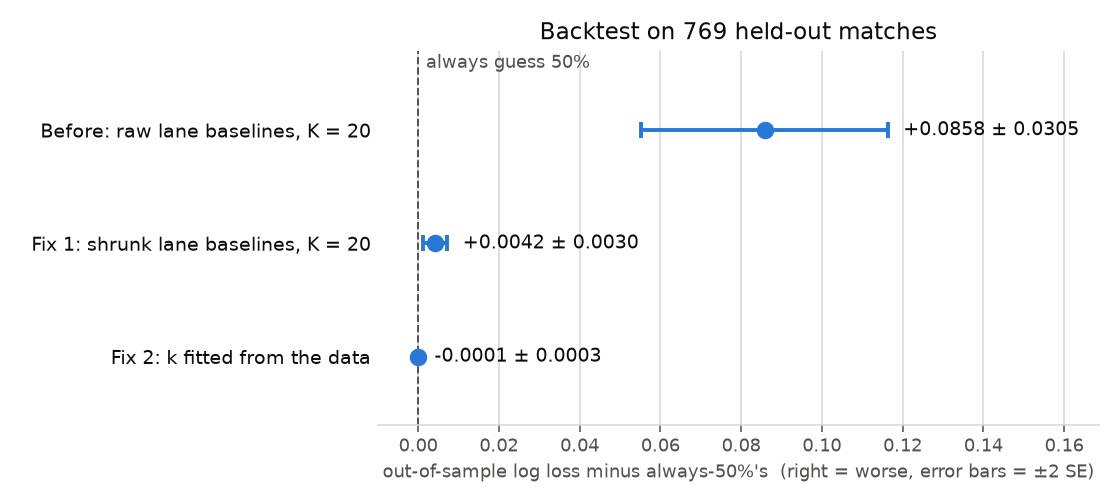 Backtest on 769 held-out matches
always guess 50%
Before: raw lane baselines, K = 20
+0.0858 ± 0.0305
Fix 1: shrunk lane baselines, K = 20
+0.0042 ± 0.0030
Fix 2: k fitted from the data
-0.0001 ± 0.0003
0.00 0.02 0.04 0.06 0.08 0.10 0.12 0.14 0.16
out-of-sample log loss minus always-50%'s (right = worse, error bars = ±2 SE)